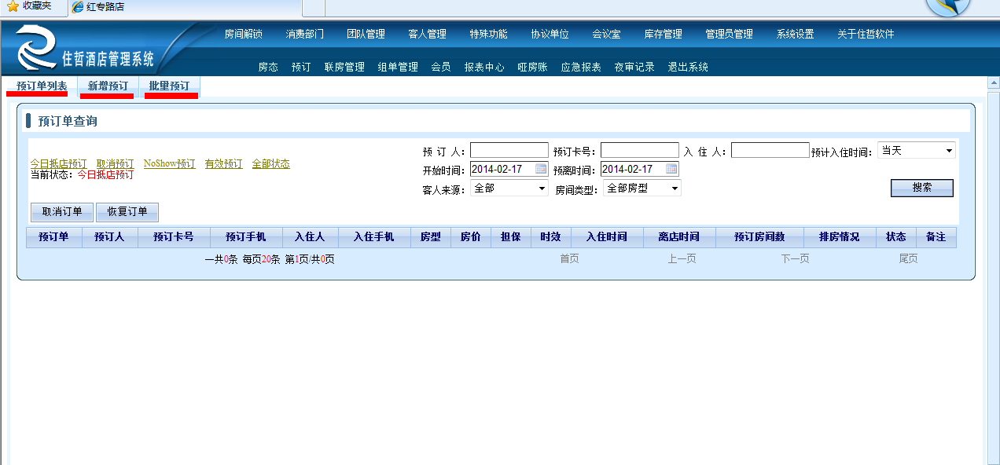 收藏夹 红专路店
住哲酒店管理系统
房间解锁 消费部门 团队管理 客人管理 特殊功能 协议单位 会议室 库存管理 管理员管理 系统设置 关于住哲软件
房态 预订 联房管理 组单管理 会员 报表中心 哑房账 应急报表 夜审记录 退出系统
预订单列表 新增预订 批量预订
预订单查询
预 订 人: 预订卡号: 入 住 人: 预计入住时间: 当天
今日抵店预订 取消预订 NoShow预订 有效预订 全部状态
开始时间: 2014-02-17 预离时间: 2014-02-17
当前状态: 今日抵店预订
客人来源: 全部 房间类型: 全部房型 搜索
取消订单 恢复订单
预订单 预订人 预订卡号 预订手机 入住人 入住手机 房型 房价 担保 时效 入住时间 离店时间 预订房间数 排房情况 状态 备注
一共0条 每页20条 第1页/共0页 首页 上一页 下一页 尾页